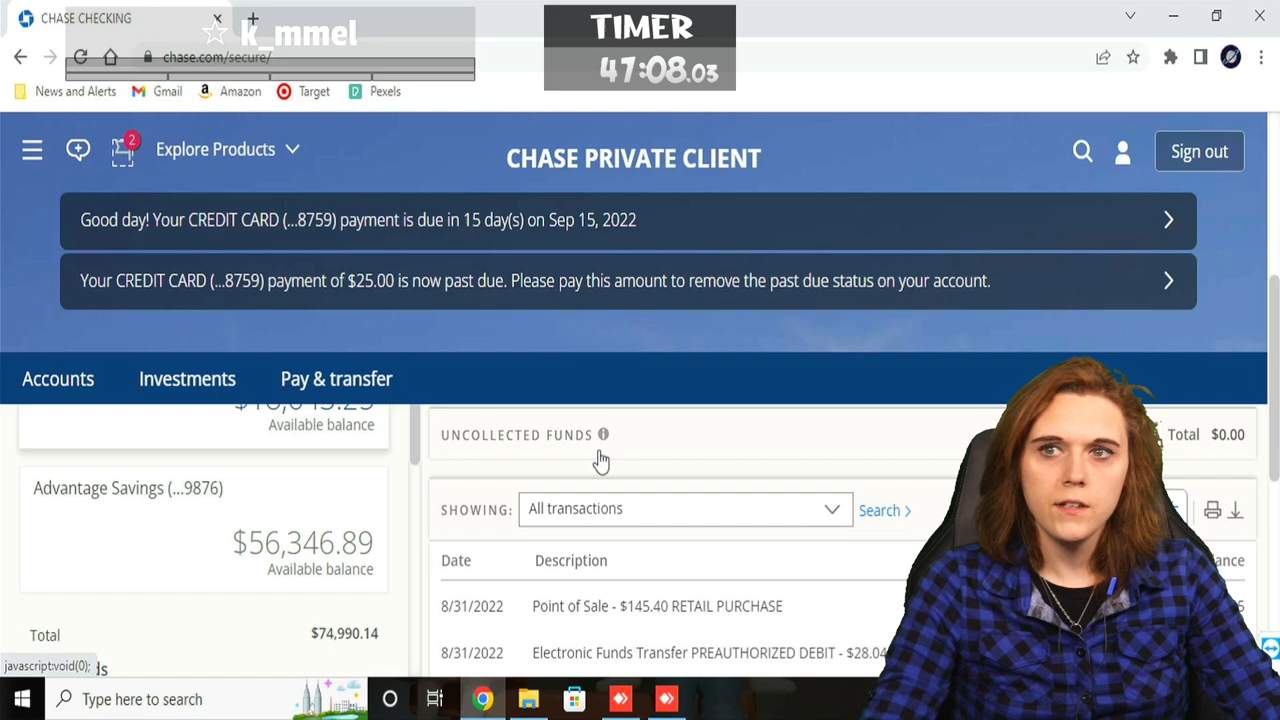 CHASE CHECKING
☆ k_mmel
TIMER
47:08.03
chase.com/secure/
News and Alerts
Gmail
Amazon
Target
Pexels
2
Explore Products
CHASE PRIVATE CLIENT
Sign out
Good day! Your CREDIT CARD (...8759) payment is due in 15 day(s) on Sep 15, 2022
Your CREDIT CARD (...8759) payment of $25.00 is now past due. Please pay this amount to remove the past due status on your account.
Accounts
Investments
Pay & transfer
Available balance
Advantage Savings (...9876)
$56,346.89
Available balance
Total $74,990.14
UNCOLLECTED FUNDS
Total $0.00
SHOWING: All transactions Search >
Date Description
8/31/2022 Point of Sale - $145.40 RETAIL PURCHASE
8/31/2022 Electronic Funds Transfer PREAUTHORIZED DEBIT - $28.04
javascript:void(0);
Type here to search